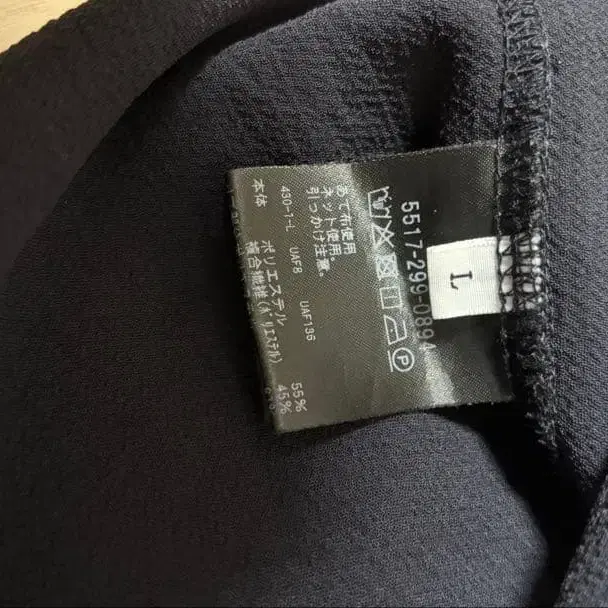 L
5517-299-0894
あて布使用
ネット使用
引っかけ注意。
430-1-L UAF8 UAF136
本体 ポリエステル 55%
複合繊維(ポリエステル) 45%